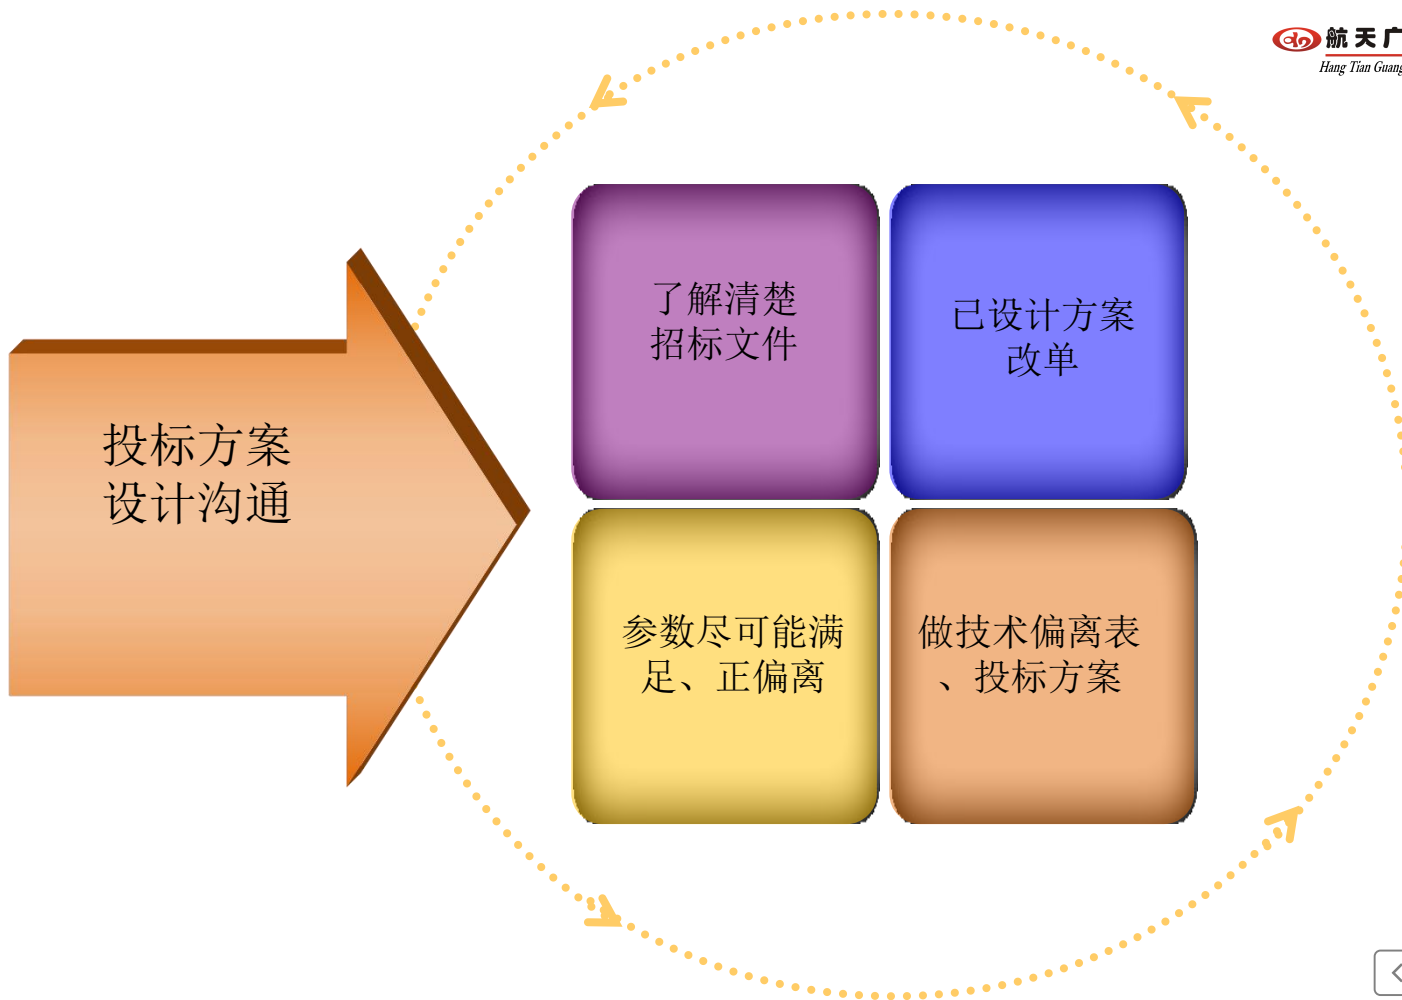 航天广
Hang Tian Guang
了解清楚
招标文件
已设计方案
改单
投标方案
设计沟通
参数尽可能满
足、正偏离
做技术偏离表
、投标方案